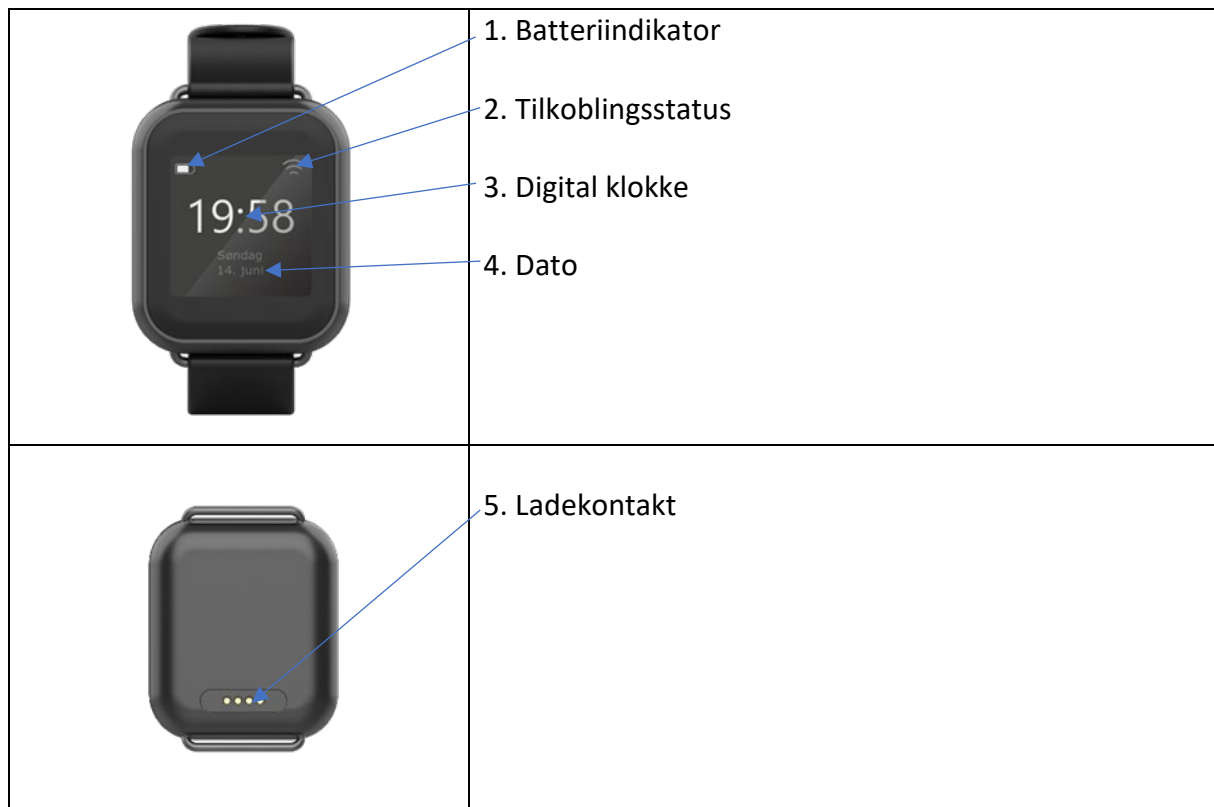 1. Batteriindikator
2. Tilkoblingsstatus
19:58
3. Digital klokke
Søndag
14. juni
4. Dato
5. Ladekontakt